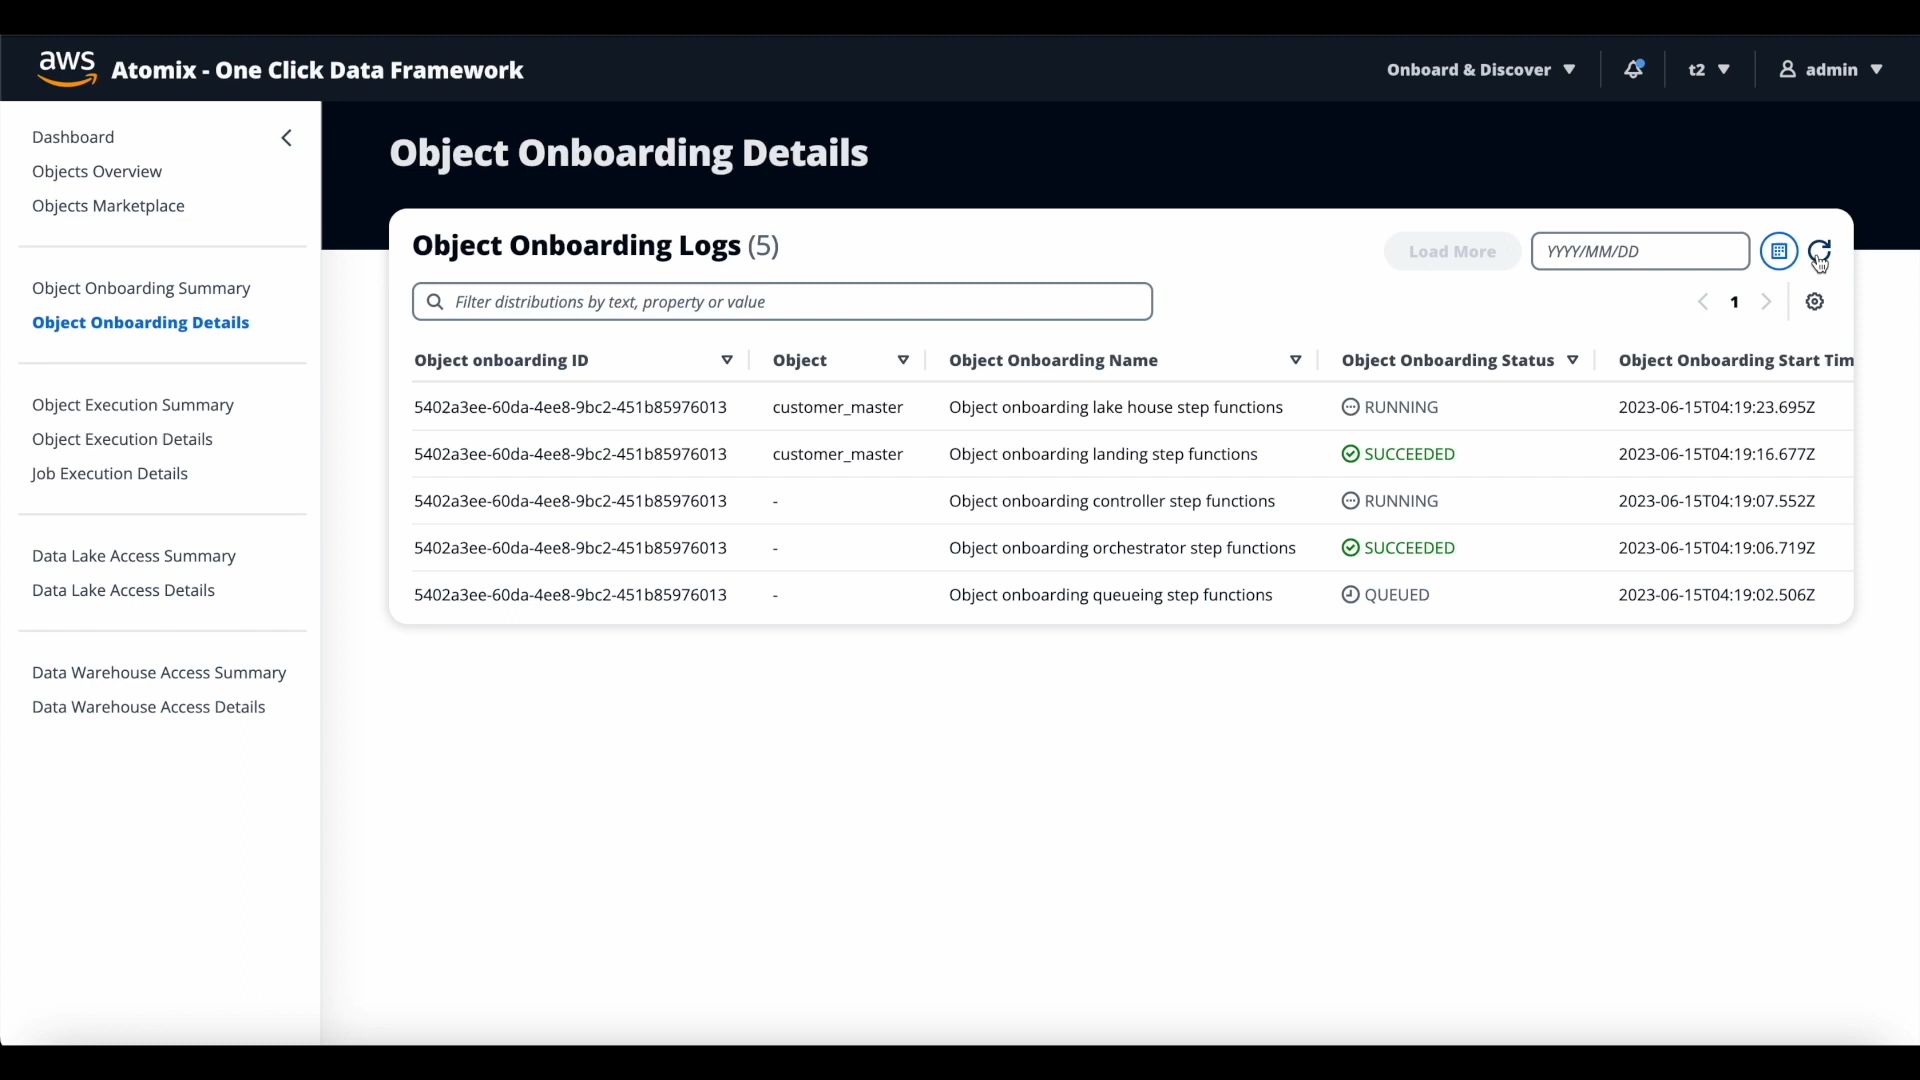 aws
Atomix - One Click Data Framework
Onboard & Discover
t2
admin
Dashboard
Objects Overview
Objects Marketplace
Object Onboarding Summary
Object Onboarding Details
Object Execution Summary
Object Execution Details
Job Execution Details
Data Lake Access Summary
Data Lake Access Details
Data Warehouse Access Summary
Data Warehouse Access Details
Object Onboarding Details
Object Onboarding Logs (5)
Load More
YYYY/MM/DD
Filter distributions by text, property or value
1
Object onboarding ID Object Object Onboarding Name Object Onboarding Status Object Onboarding Start Tim
5402a3ee-60da-4ee8-9bc2-451b85976013 customer_master Object onboarding lake house step functions RUNNING 2023-06-15T04:19:23.695Z
5402a3ee-60da-4ee8-9bc2-451b85976013 customer_master Object onboarding landing step functions SUCCEEDED 2023-06-15T04:19:16.677Z
5402a3ee-60da-4ee8-9bc2-451b85976013 - Object onboarding controller step functions RUNNING 2023-06-15T04:19:07.552Z
5402a3ee-60da-4ee8-9bc2-451b85976013 - Object onboarding orchestrator step functions SUCCEEDED 2023-06-15T04:19:06.719Z
5402a3ee-60da-4ee8-9bc2-451b85976013 - Object onboarding queueing step functions QUEUED 2023-06-15T04:19:02.506Z